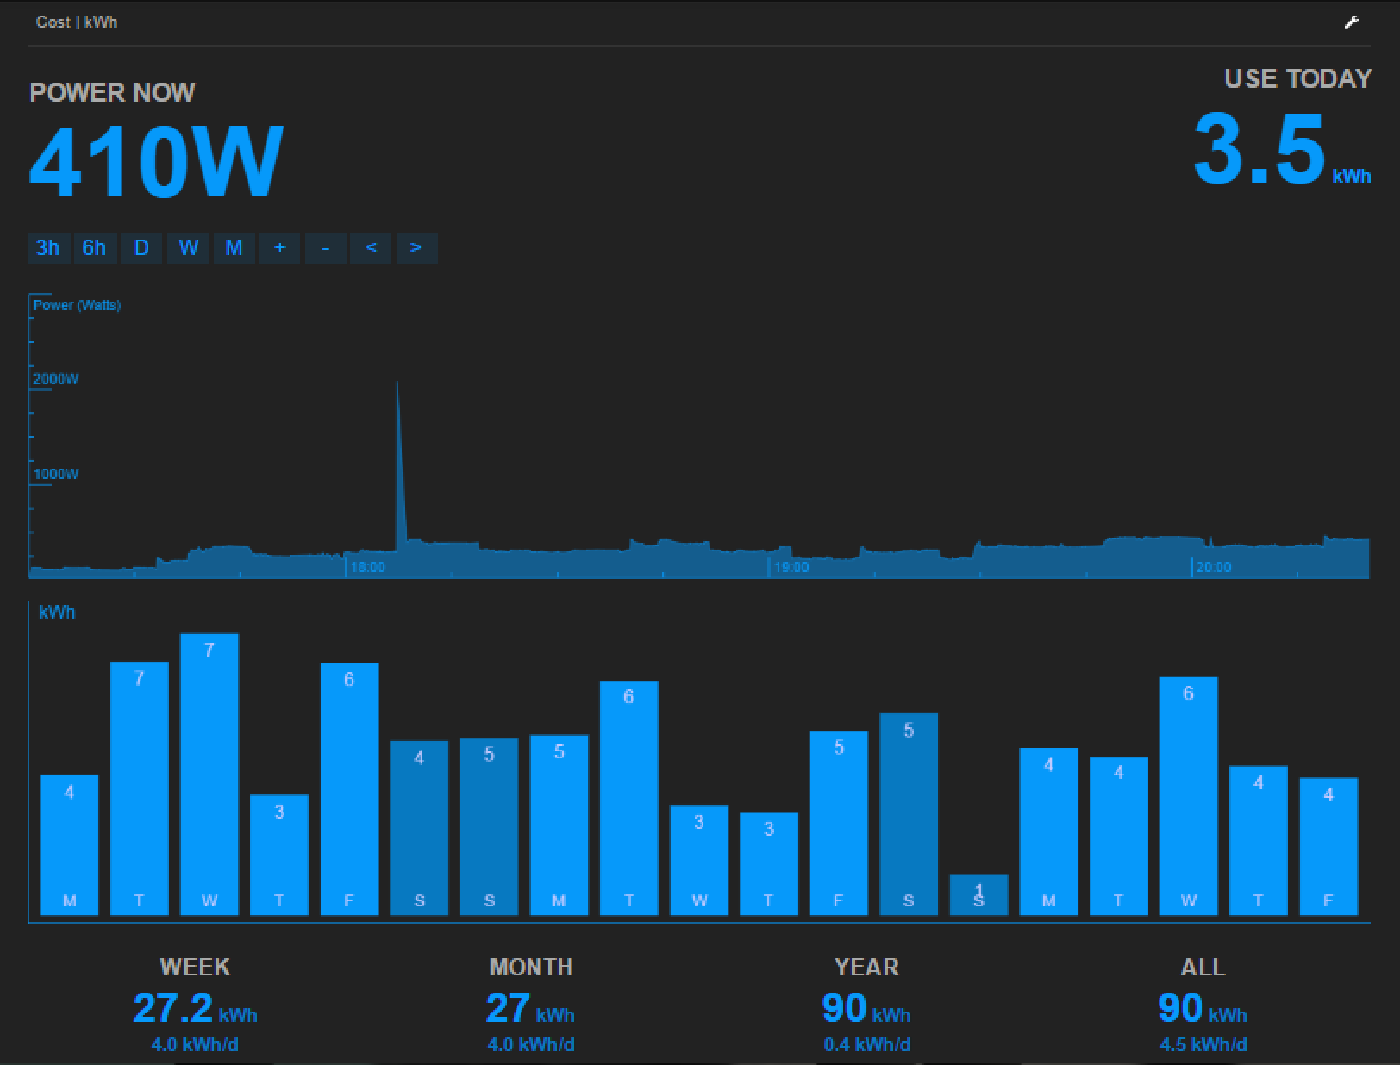 Cost | kWh
POWER NOW
USE TODAY
410W
3.5 kWh
3h 6h D W M + - < >
Power (Watts)
2000W
1000W
18:00 19:00 20:00
kWh
4 7 7 3 6 4 5 5 6 3 3 5 5 1 4 4 6 4 4
M T W T F S S M T W T F S S M T W T F
WEEK MONTH YEAR ALL
27.2 kWh 27 kWh 90 kWh 90 kWh
4.0 kWh/d 4.0 kWh/d 0.4 kWh/d 4.5 kWh/d